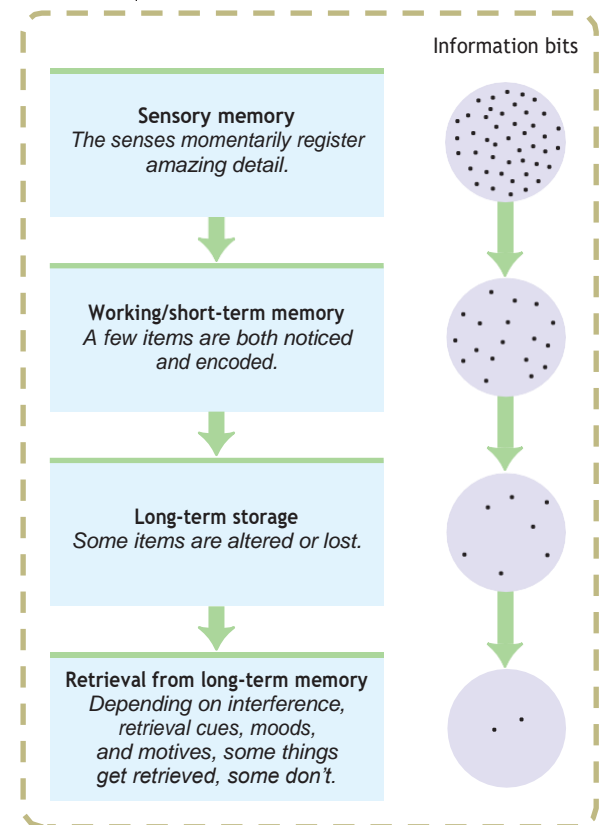 Information bits
Sensory memory
The senses momentarily register
amazing detail.
Working/short-term memory
A few items are both noticed
and encoded.
Long-term storage
Some items are altered or lost.
Retrieval from long-term memory
Depending on interference,
retrieval cues, moods,
and motives, some things
get retrieved, some don't.